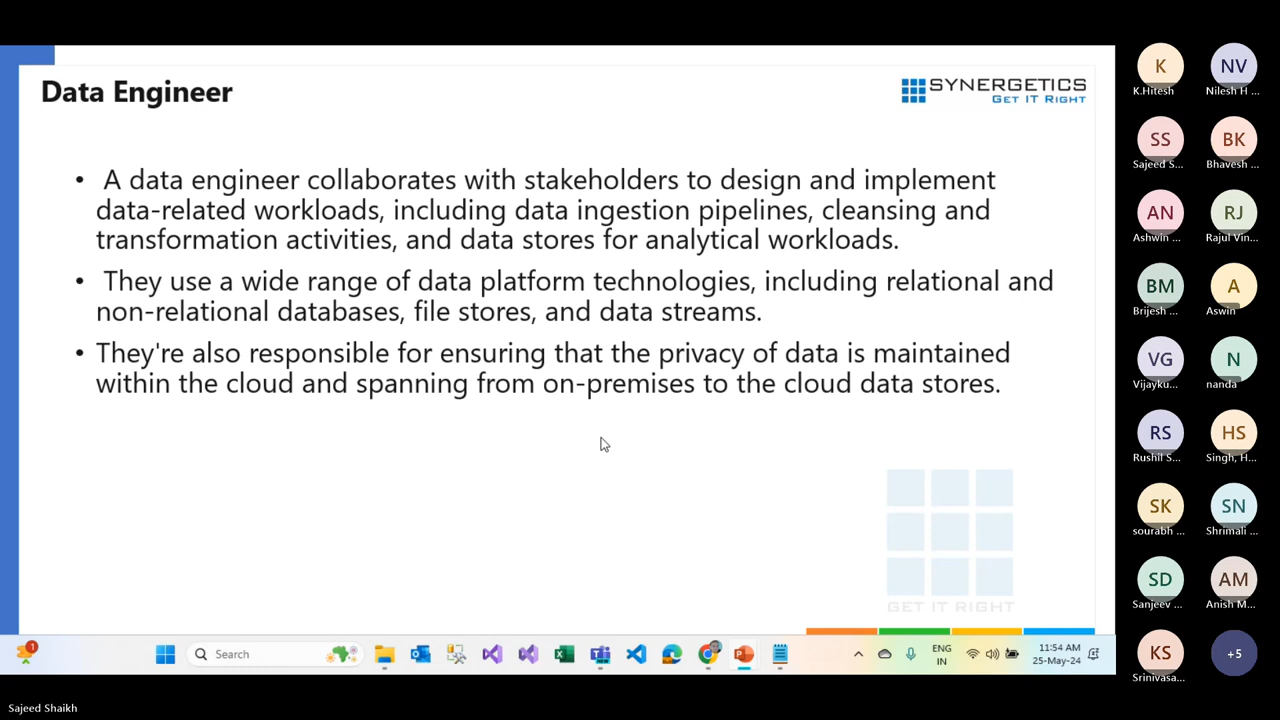 Data Engineer
SYNERGETICS
GET IT RIGHT
• A data engineer collaborates with stakeholders to design and implement
data-related workloads, including data ingestion pipelines, cleansing and
transformation activities, and data stores for analytical workloads.
• They use a wide range of data platform technologies, including relational and
non-relational databases, file stores, and data streams.
• They're also responsible for ensuring that the privacy of data is maintained
within the cloud and spanning from on-premises to the cloud data stores.
GET IT RIGHT
K
K.Hitesh
NV
Nilesh H ...
SS
Sajeed S...
BK
Bhavesh ...
AN
Ashwin ...
RJ
Rajul Vin...
BM
Brijesh ...
A
Aswin
VG
Vijayku...
N
nanda
RS
Rushil S...
HS
Singh, H...
SK
sourabh ...
SN
Shrimali ...
SD
Sanjeev ...
AM
Anish M...
KS
Srinivasa...
+5
1
Search
ENG
IN
11:54 AM
25-May-24
Sajeed Shaikh